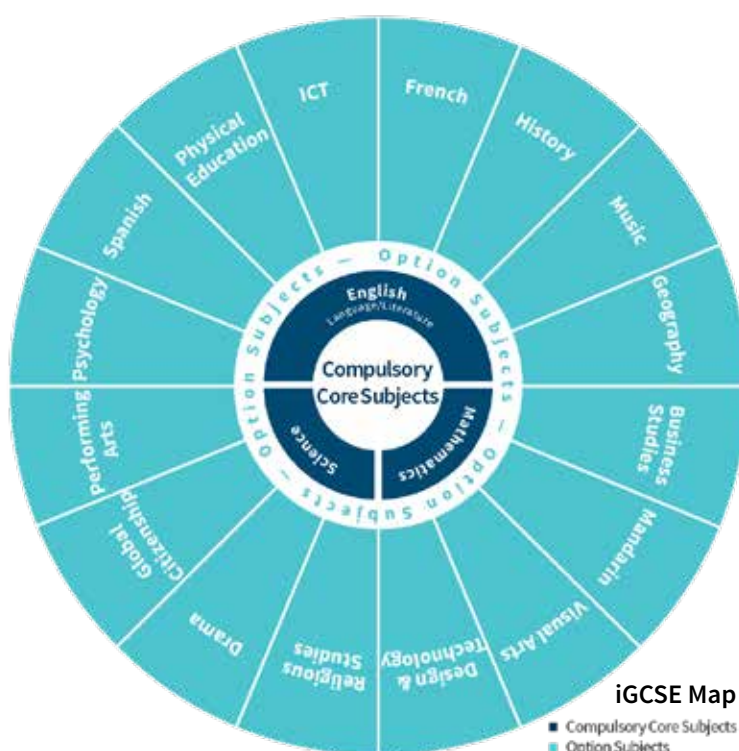 ICT
French
History
Music
Geography
Business
Studies
Mandarin
Visual Arts
Design &
Technology
Religious
Studies
Drama
Global
Citizenship
Performing
Arts
Psychology
Spanish
Physical
Education
Option Subjects — Option Subjects — Option Subjects — Option Subjects —
English
Language/Literature
Mathematics
Science
Compulsory
Core Subjects
iGCSE Map
Compulsory Core Subjects
Option Subjects